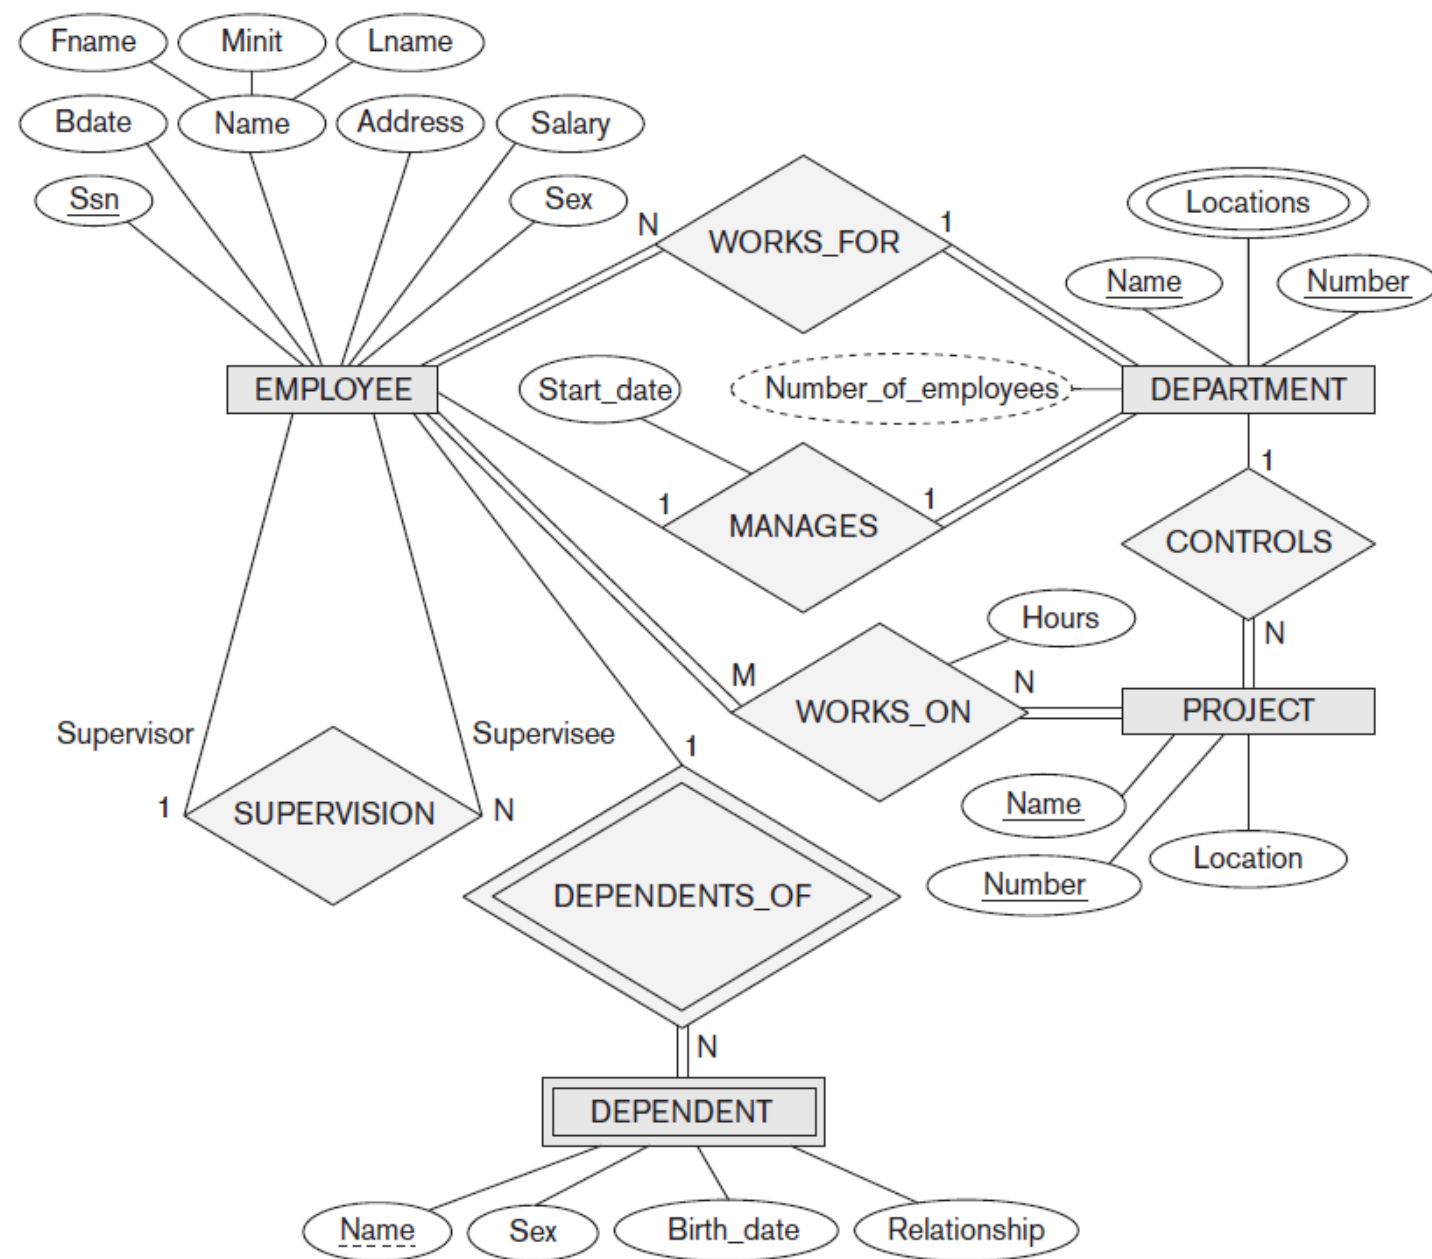 Fname Minit Lname
Bdate Name Address Salary
Ssn Sex
N WORKS_FOR 1
Locations
Name Number
EMPLOYEE Start_date Number_of_employees DEPARTMENT
1 MANAGES 1
1
CONTROLS
N
Hours
M WORKS_ON N
PROJECT
Name
Number
Location
Supervisor Supervisee
1 SUPERVISION N
1
DEPENDENTS_OF
N
DEPENDENT
Name Sex Birth_date Relationship